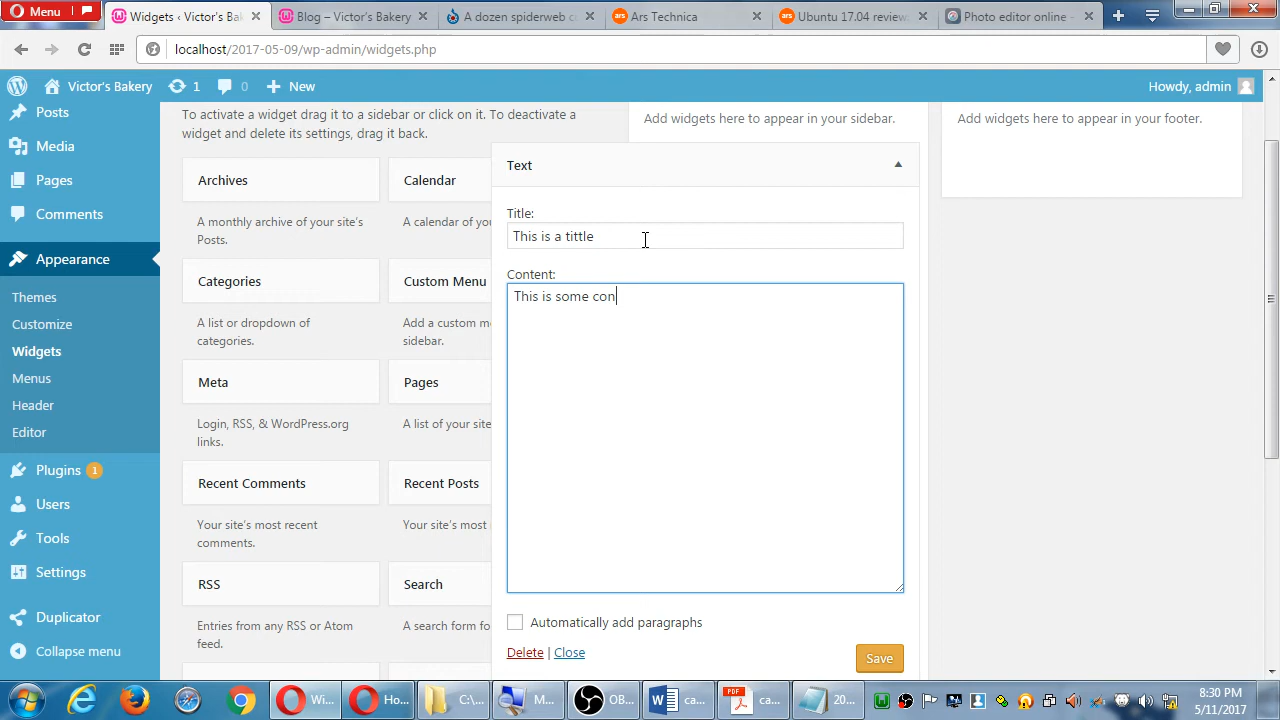 Menu
Widgets ‹ Victor's Bak
Blog – Victor's Bakery
A dozen spiderweb c
Ars Technica
Ubuntu 17.04 review
Photo editor online -
localhost/2017-05-09/wp-admin/widgets.php
Victor's Bakery
1
0
New
Howdy, admin
Posts
Media
Pages
Comments
Appearance
Themes
Customize
Widgets
Menus
Header
Editor
Plugins 1
Users
Tools
Settings
Duplicator
Collapse menu
To activate a widget drag it to a sidebar or click on it. To deactivate a
widget and delete its settings, drag it back.
Archives
A monthly archive of your site's
Posts.
Calendar
A calendar of you
Categories
A list or dropdown of
categories.
Custom Menu
Add a custom me
sidebar.
Meta
Login, RSS, & WordPress.org
links.
Pages
A list of your site
Recent Comments
Your site's most recent
comments.
Recent Posts
Your site's most
RSS
Entries from any RSS or Atom
feed.
Search
A search form fo
Add widgets here to appear in your sidebar.
Text
Title:
This is a tittle
Content:
This is some con
Automatically add paragraphs
Delete | Close
Save
Add widgets here to appear in your footer.
Wi...
Ho...
C:\...
M...
OB...
ca...
ca...
20...
8:30 PM
5/11/2017